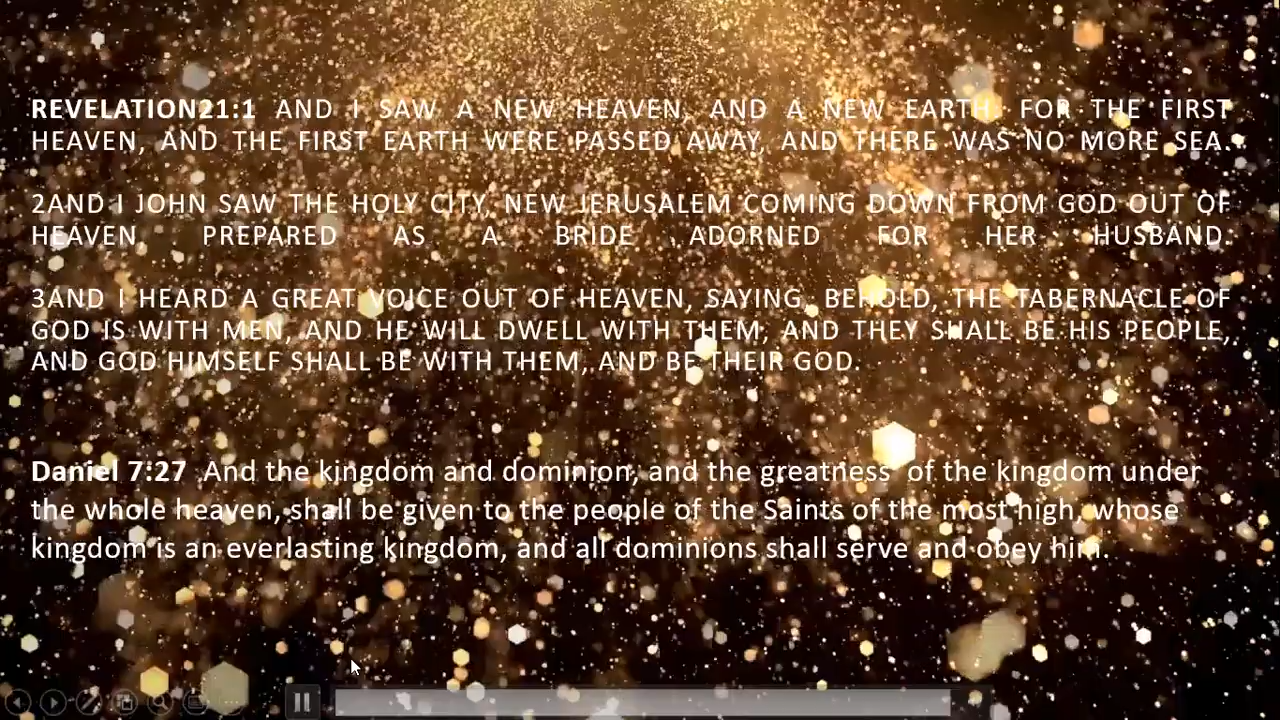 REVELATION21:1 AND I SAW A NEW HEAVEN, AND A NEW EARTH: FOR THE FIRST
HEAVEN, AND THE FIRST EARTH WERE PASSED AWAY, AND THERE WAS NO MORE SEA.
2AND I JOHN SAW THE HOLY CITY, NEW JERUSALEM COMING DOWN FROM GOD OUT OF
HEAVEN PREPARED AS A BRIDE ADORNED FOR HER HUSBAND.
3AND I HEARD A GREAT VOICE OUT OF HEAVEN, SAYING, BEHOLD, THE TABERNACLE OF
GOD IS WITH MEN, AND HE WILL DWELL WITH THEM, AND THEY SHALL BE HIS PEOPLE,
AND GOD HIMSELF SHALL BE WITH THEM, AND BE THEIR GOD.
Daniel 7:27 And the kingdom and dominion, and the greatness of the kingdom under
the whole heaven, shall be given to the people of the Saints of the most high, whose
kingdom is an everlasting kingdom, and all dominions shall serve and obey him.